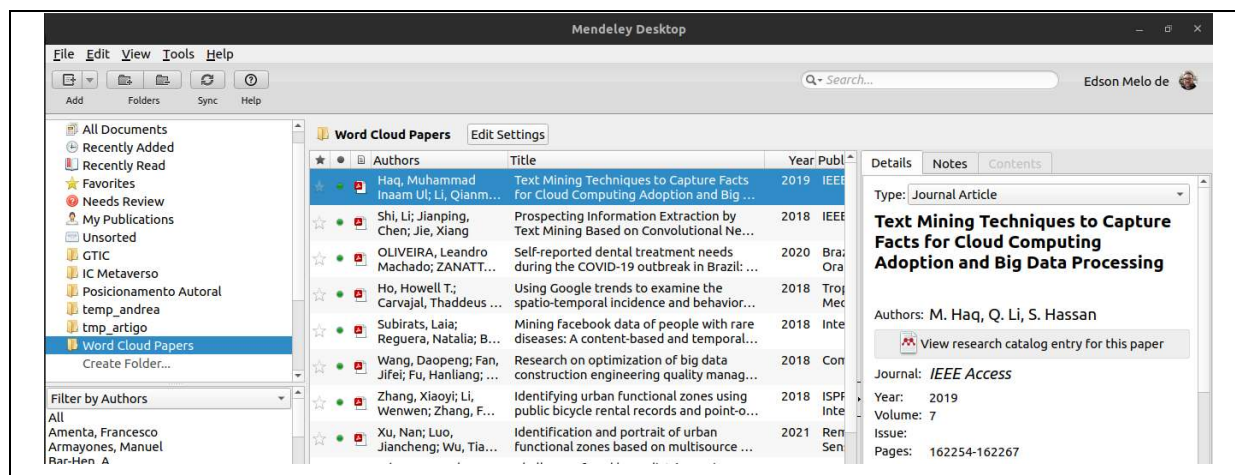 Mendeley Desktop
File Edit View Tools Help
Search...
Edson Melo de
Add Folders Sync Help
All Documents
Recently Added
Recently Read
Favorites
Needs Review
My Publications
Unsorted
GTIC
IC Metaverso
Posicionamento Autoral
temp_andrea
tmp_artigo
Word Cloud Papers
Create Folder...
Filter by Authors
All
Amenta, Francesco
Armayones, Manuel
Bar-Hen, A
Word Cloud Papers Edit Settings
Authors Title Year Publ
Haq, Muhammad Text Mining Techniques to Capture Facts 2019 IEEE
Inaam Ul; Li, Qianm... for Cloud Computing Adoption and Big ...
Shi, Li; Jianping, Prospecting Information Extraction by 2018 IEEE
Chen; Jie, Xiang Text Mining Based on Convolutional Ne...
OLIVEIRA, Leandro Self-reported dental treatment needs 2020 Braz
Machado; ZANATT... during the COVID-19 outbreak in Brazil: ... Ora
Ho, Howell T.; Using Google trends to examine the 2018 Trop
Carvajal, Thaddeus ... spatio-temporal incidence and behavior... Med
Subirats, Laia; Mining facebook data of people with rare 2018 Inte
Reguera, Natalia; B... diseases: A content-based and temporal...
Wang, Daopeng; Fan, Research on optimization of big data 2018 Com
Jifei; Fu, Hanliang; ... construction engineering quality manag...
Zhang, Xiaoyi; Li, Identifying urban functional zones using 2018 ISPR
Wenwen; Zhang, F... public bicycle rental records and point-o... Inte
Xu, Nan; Luo, Identification and portrait of urban 2021 Rem
Jiancheng; Wu, Tia... functional zones based on multisource ... Sen
Details Notes Contents
Type: Journal Article
Text Mining Techniques to Capture
Facts for Cloud Computing
Adoption and Big Data Processing
Authors: M. Haq, Q. Li, S. Hassan
View research catalog entry for this paper
Journal: IEEE Access
Year: 2019
Volume: 7
Issue:
Pages: 162254-162267